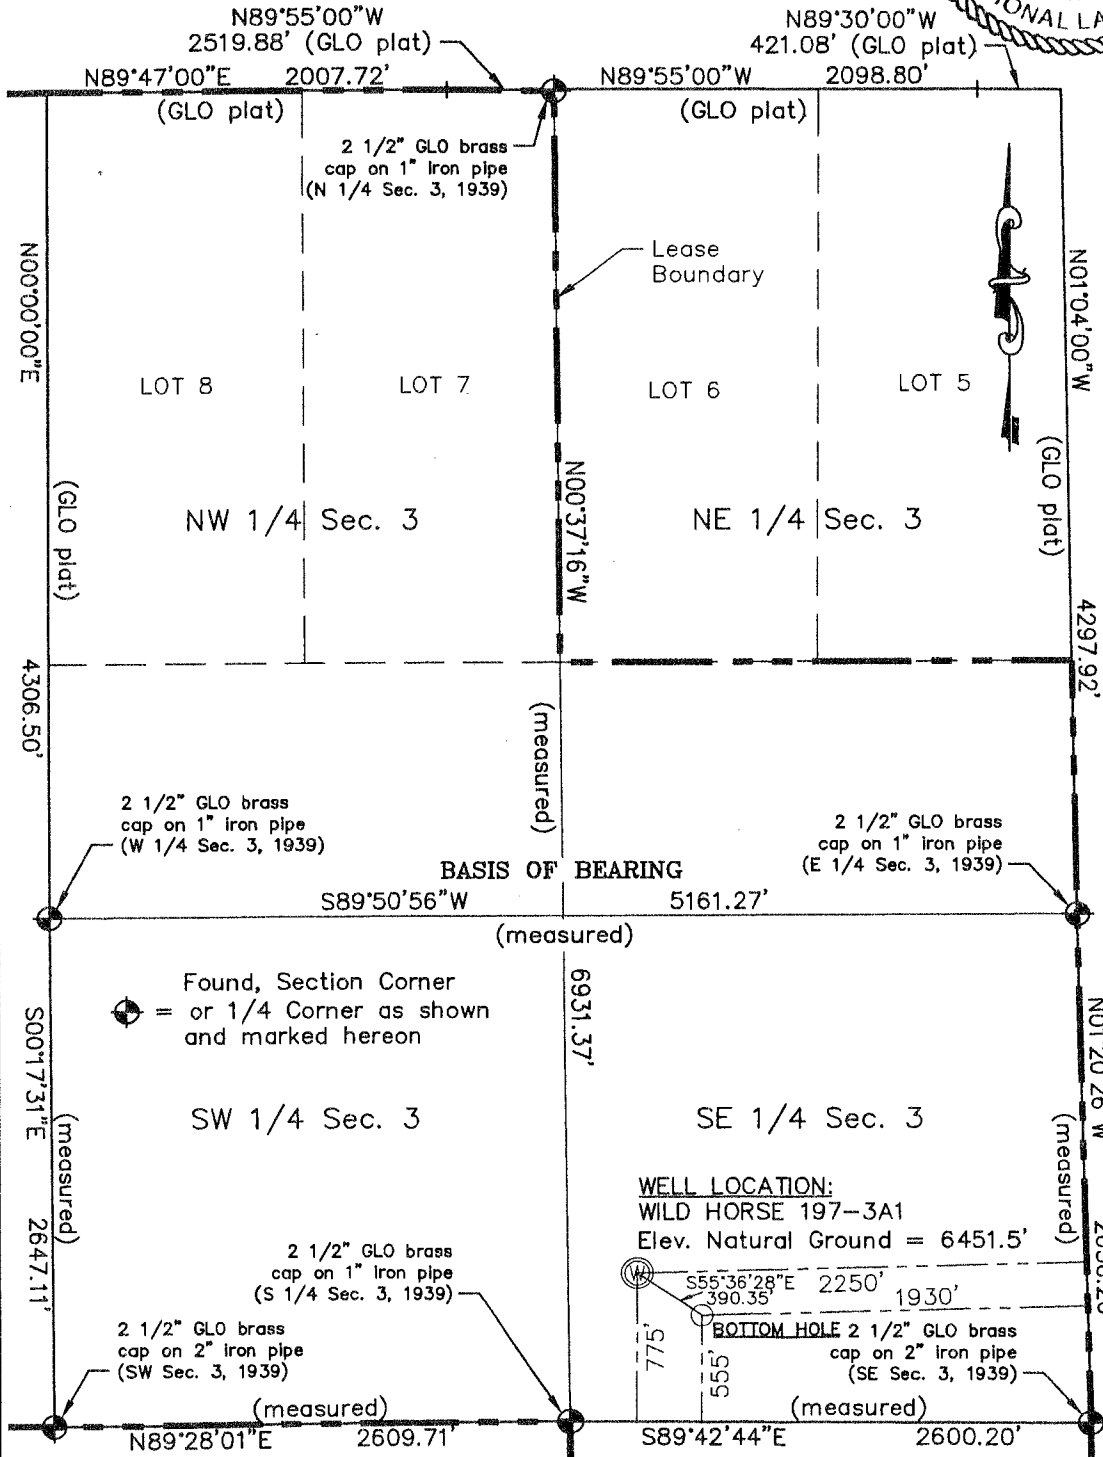 N89°55'00"W
2519.88' (GLO plat)
N89°30'00"W
421.08' (GLO plat)
N89°47'00"E 2007.72'
(GLO plat)
N89°55'00"W 2098.80'
(GLO plat)
2 1/2" GLO brass
cap on 1" iron pipe
(N 1/4 Sec. 3, 1939)
Lease
Boundary
N00°00'00"E
(GLO plat)
4306.50'
N01°04'00"W
(GLO plat)
4297.92'
LOT 8
LOT 7
LOT 6
LOT 5
N00°37'16"W
(measured)
6931.37'
NW 1/4 Sec. 3
NE 1/4 Sec. 3
2 1/2" GLO brass
cap on 1" iron pipe
(W 1/4 Sec. 3, 1939)
2 1/2" GLO brass
cap on 1" iron pipe
(E 1/4 Sec. 3, 1939)
BASIS OF BEARING
S89°50'56"W 5161.27'
(measured)
Found, Section Corner
= or 1/4 Corner as shown
and marked hereon
S00°17'31"E
(measured)
2647.11'
N01°20'26"W
(measured)
SW 1/4 Sec. 3
SE 1/4 Sec. 3
WELL LOCATION:
WILD HORSE 197-3A1
Elev. Natural Ground = 6451.5'
W
S55°36'28"E
390.35'
2250'
1930'
775'
555'
BOTTOM HOLE
2 1/2" GLO brass
cap on 1" iron pipe
(S 1/4 Sec. 3, 1939)
2 1/2" GLO brass
cap on 2" iron pipe
(SW Sec. 3, 1939)
2 1/2" GLO brass
cap on 2" iron pipe
(SE Sec. 3, 1939)
(measured)
N89°28'01"E 2609.71'
(measured)
S89°42'44"E 2600.20'